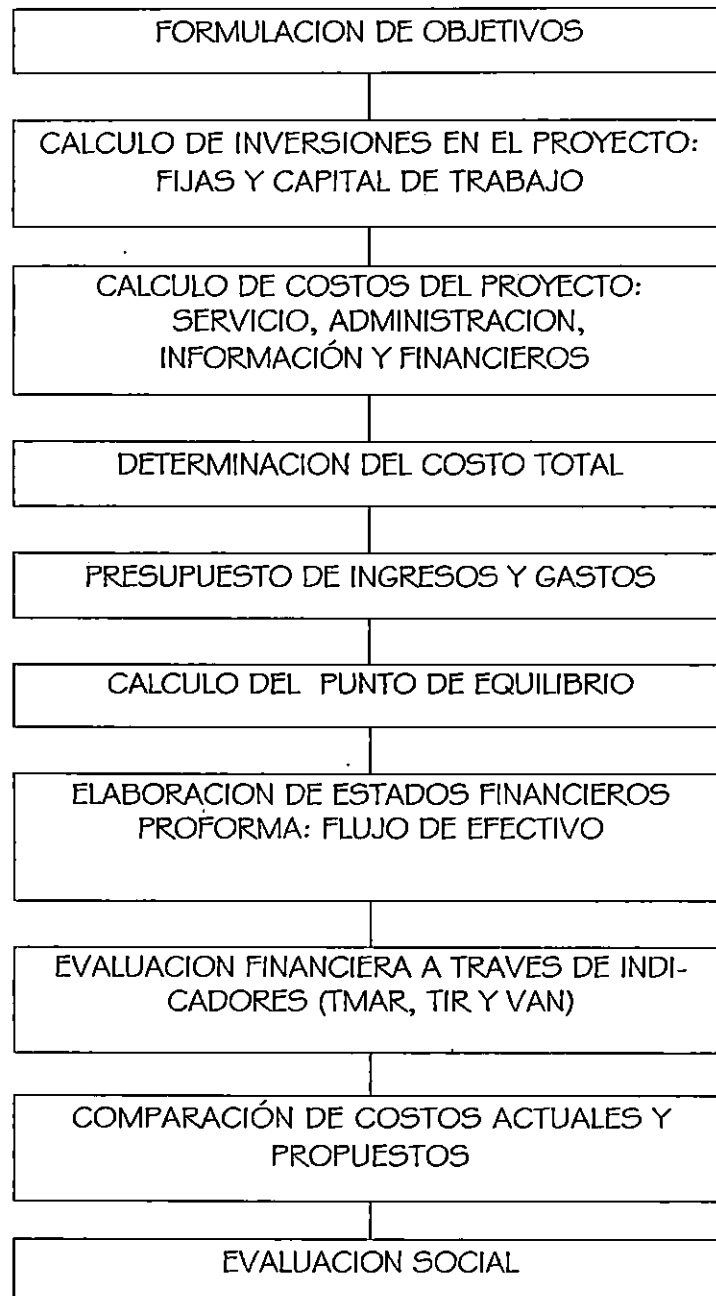 FORMULACION DE OBJETIVOS
CALCULO DE INVERSIONES EN EL PROYECTO:
FIJAS Y CAPITAL DE TRABAJO
CALCULO DE COSTOS DEL PROYECTO:
SERVICIO, ADMINISTRACION,
INFORMACIÓN Y FINANCIEROS
DETERMINACION DEL COSTO TOTAL
PRESUPUESTO DE INGRESOS Y GASTOS
CALCULO DEL PUNTO DE EQUILIBRIO
ELABORACION DE ESTADOS FINANCIEROS
PROFORMA: FLUJO DE EFECTIVO
EVALUACION FINANCIERA A TRAVES DE INDI-
CADORES (TMAR, TIR Y VAN)
COMPARACIÓN DE COSTOS ACTUALES Y
PROPUESTOS
EVALUACION SOCIAL